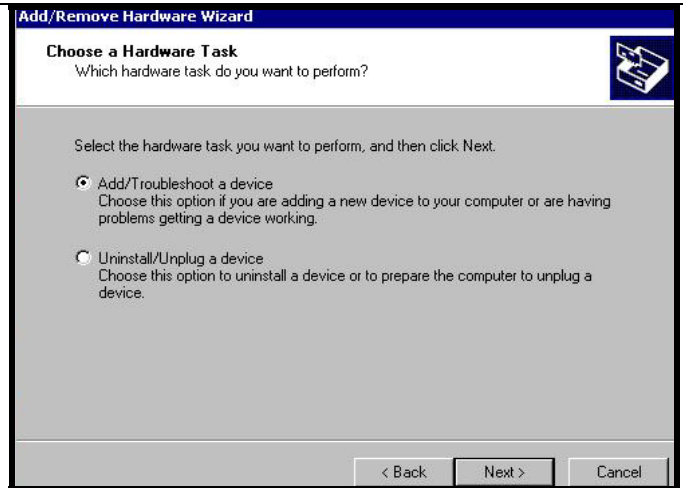 Add/Remove Hardware Wizard
Choose a Hardware Task
Which hardware task do you want to perform?
Select the hardware task you want to perform, and then click Next.
Add/Troubleshoot a device
Choose this option if you are adding a new device to your computer or are having
problems getting a device working.
Uninstall/Unplug a device
Choose this option to uninstall a device or to prepare the computer to unplug a
device.
< Back Next > Cancel